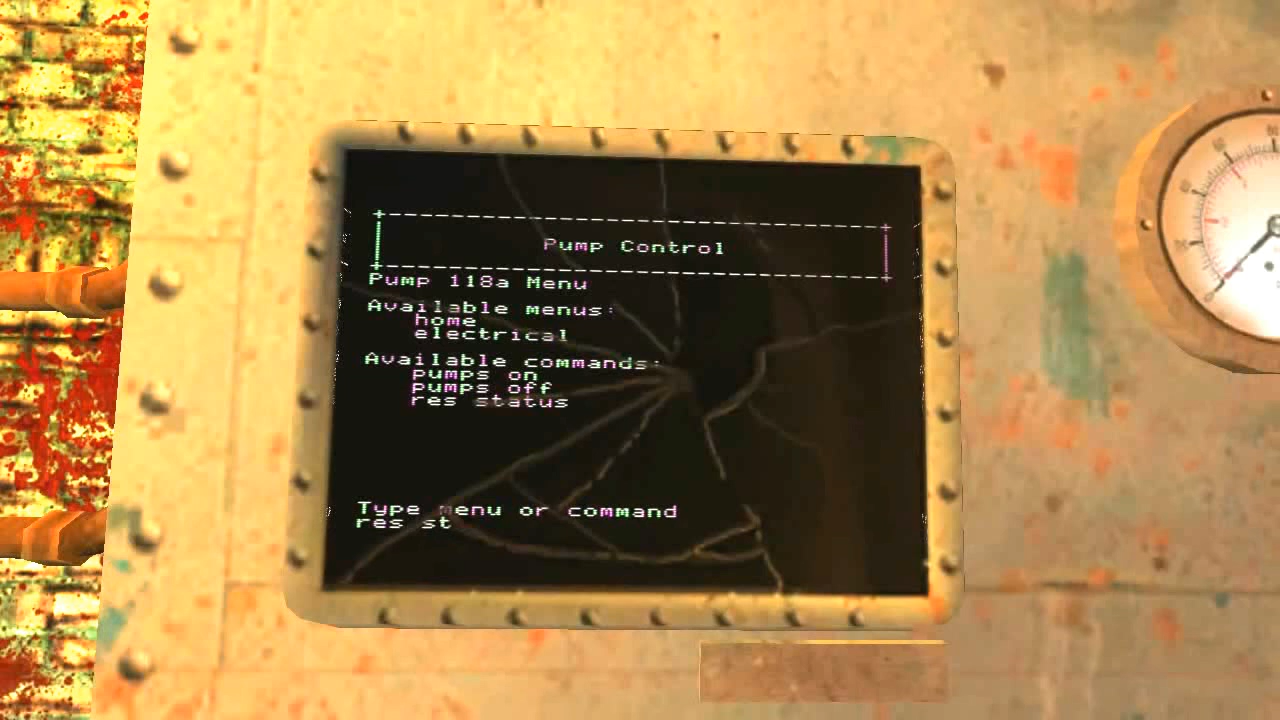 Pump Control
Pump 118a Menu
Available menus:
home
electrical
Available commands:
pumps on
pumps off
res status
Type menu or command
res st